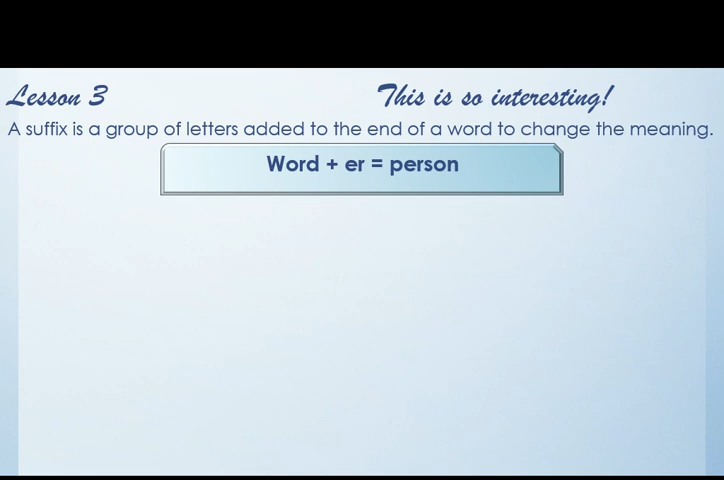 Lesson 3 This is so interesting!
A suffix is a group of letters added to the end of a word to change the meaning.
Word + er = person